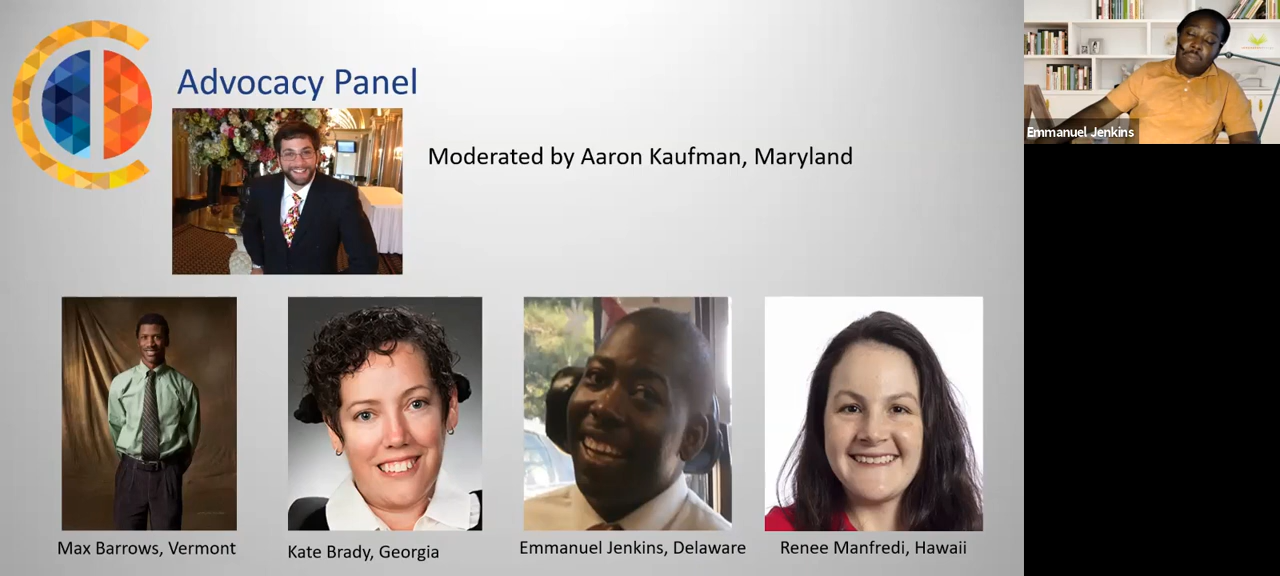 Advocacy Panel
Moderated by Aaron Kaufman, Maryland
Max Barrows, Vermont
Kate Brady, Georgia
Emmanuel Jenkins, Delaware
Renee Manfredi, Hawaii
Emmanuel Jenkins